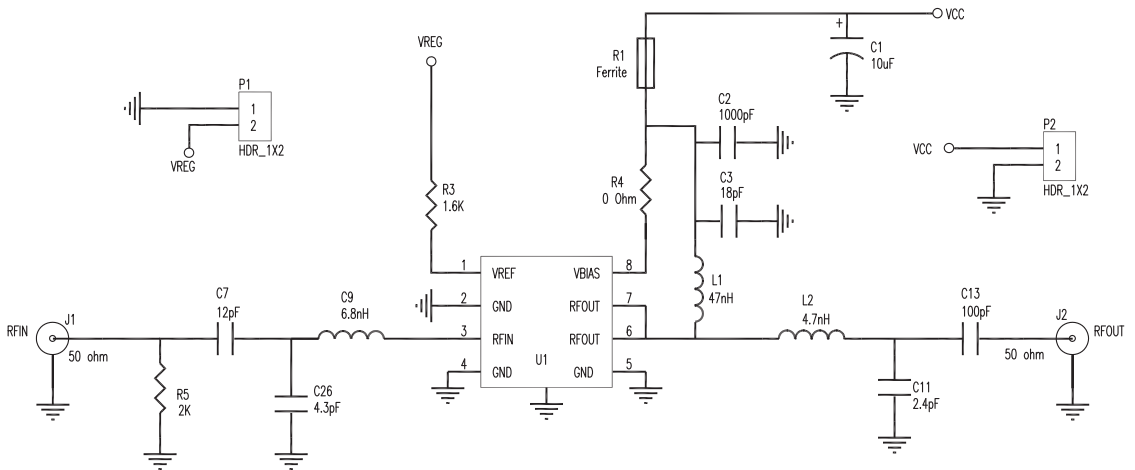 VCC
+
C1
10uF
R1
Ferrite
VREG
P1
1
2
HDR_1X2
VREG
C2
1000pF
P2
VCC
1
2
HDR_1X2
C3
18pF
R4
0 Ohm
R3
1.6K
1
VREF
VBIAS
8
2
GND
RFOUT
7
3
RFIN
RFOUT
6
4
GND
GND
5
U1
L1
47nH
C7
12pF
C9
6.8nH
L2
4.7nH
C13
100pF
RFIN
J1
50 ohm
J2
RFOUT
50 ohm
R5
2K
C26
4.3pF
C11
2.4pF